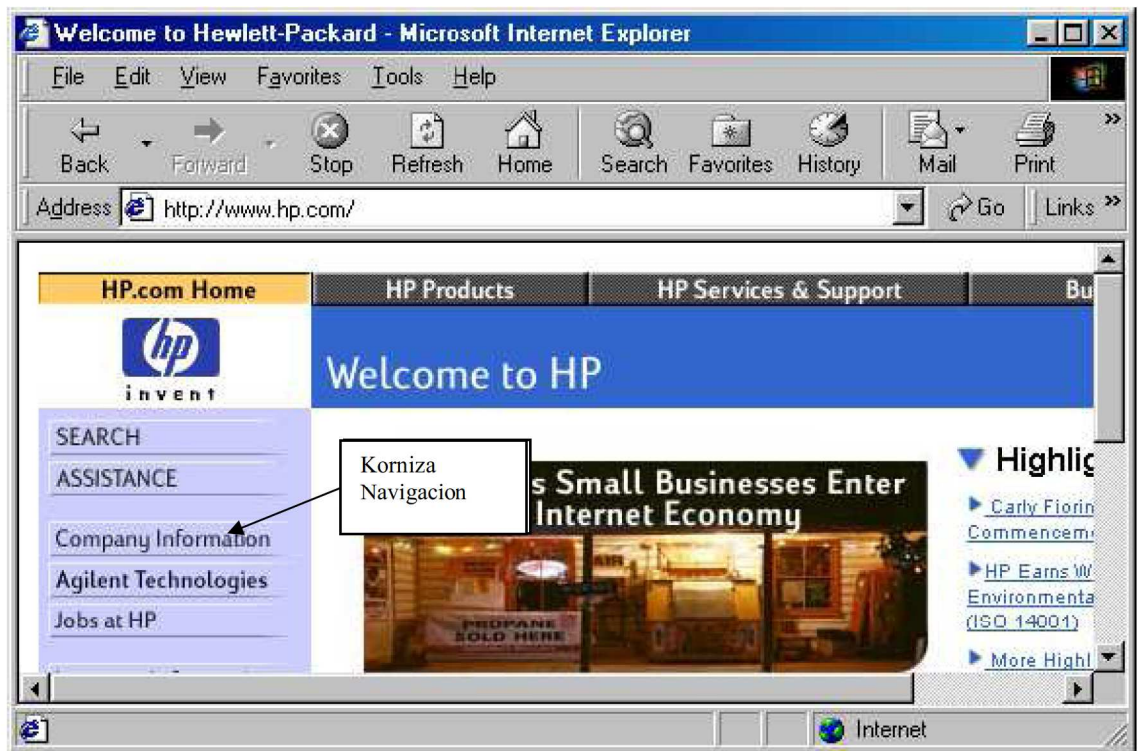 Welcome to Hewlett-Packard - Microsoft Internet Explorer
File Edit View Favorites Tools Help
Back Forward Stop Refresh Home Search Favorites History Mail Print »
Address http://www.hp.com/ Go Links »
HP.com Home HP Products HP Services & Support Bu
hp
invent
Welcome to HP
SEARCH
ASSISTANCE
Company Information
Agilent Technologies
Jobs at HP
Korniza
Navigacion
s Small Businesses Enter
Internet Economy
PROPANE
SOLD HERE
Highlig
Carly Fiorin
Commencem
HP Earns W
Environmenta
(ISO 14001)
More Highl
Internet